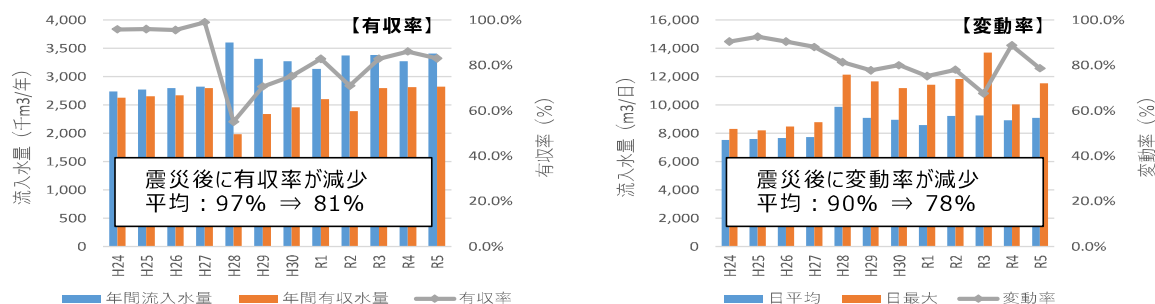 【有収率】
4,000
3,500
3,000
2,500
2,000
1,500
1,000
500
0
流入水量（千m3/年）
100.0%
80.0%
60.0%
40.0%
20.0%
0.0%
有収率（%）
震災後に有収率が減少
平均：97% ⇒ 81%
H24 H25 H26 H27 H28 H29 H30 R1 R2 R3 R4 R5
年間流入水量 年間有収水量 有収率
【変動率】
16,000
14,000
12,000
10,000
8,000
6,000
4,000
2,000
0
流入水量（m3/日）
100.0%
80.0%
60.0%
40.0%
20.0%
0.0%
変動率（%）
震災後に変動率が減少
平均：90% ⇒ 78%
H24 H25 H26 H27 H28 H29 H30 R1 R2 R3 R4 R5
日平均 日最大 変動率